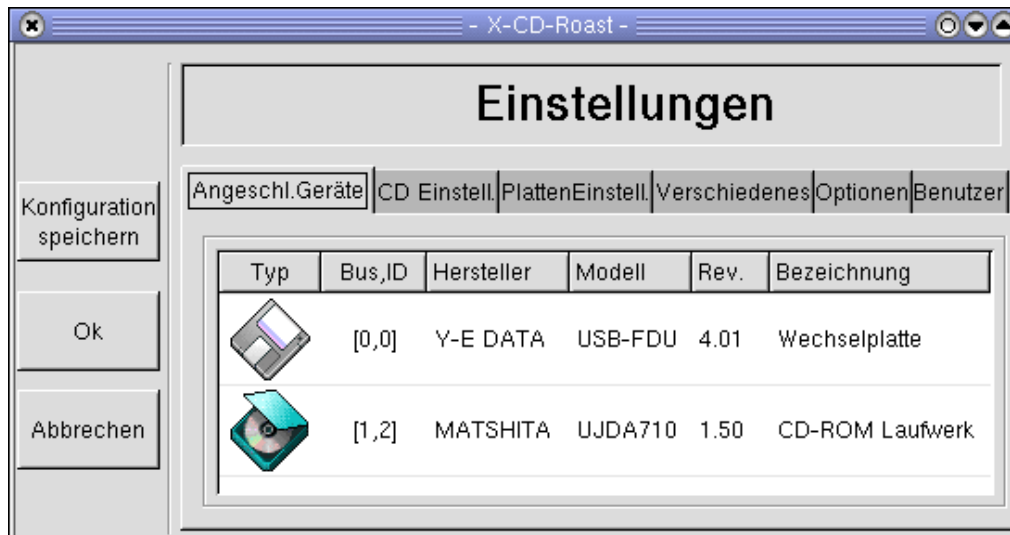 - X-CD-Roast -
Einstellungen
Konfiguration
speichern
Ok
Abbrechen
Angeschl.Geräte CD Einstell. PlattenEinstell. Verschiedenes Optionen Benutzer
Typ Bus,ID Hersteller Modell Rev. Bezeichnung
[0,0] Y-E DATA USB-FDU 4.01 Wechselplatte
[1,2] MATSHITA UJDA710 1.50 CD-ROM Laufwerk